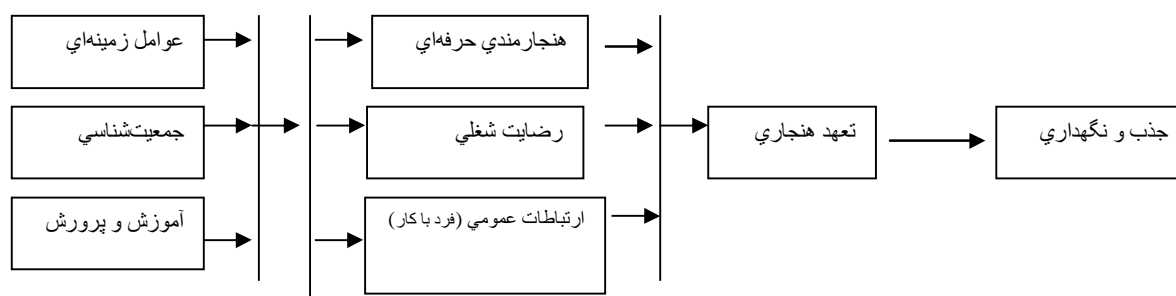 عوامل زمينه‌اي
هنجارمندي حرفه‌اي
جمعيت‌شناسي
رضايت شغلي
تعهد هنجاري
جذب و نگهداري
آموزش و پرورش
ارتباطات عمومي (فرد با كار)